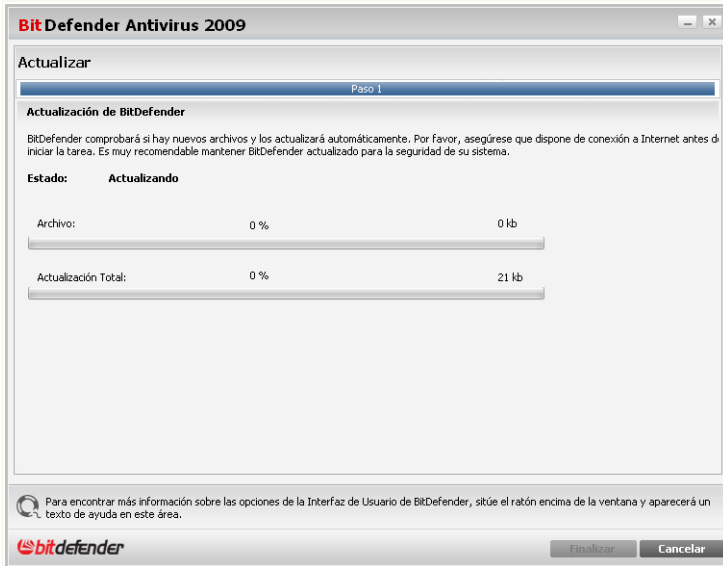 BitDefender Antivirus 2009
Actualizar
Paso 1
Actualización de BitDefender
BitDefender comprobará si hay nuevos archivos y los actualizará automáticamente. Por favor, asegúrese que dispone de conexión a Internet antes d
iniciar la tarea. Es muy recomendable mantener BitDefender actualizado para la seguridad de su sistema.
Estado: Actualizando
Archivo: 0 % 0 kb
Actualización Total: 0 % 21 kb
Para encontrar más información sobre las opciones de la Interfaz de Usuario de BitDefender, sitúe el ratón encima de la ventana y aparecerá un
texto de ayuda en este área.
bitdefender Finalizar Cancelar